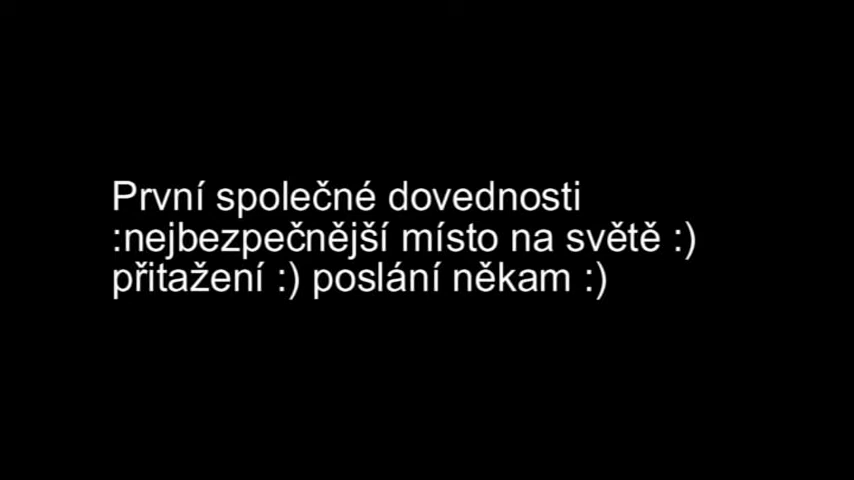 První společné dovednosti
:nejbezpečnější místo na světě :)
přitažení :) poslání někam :)